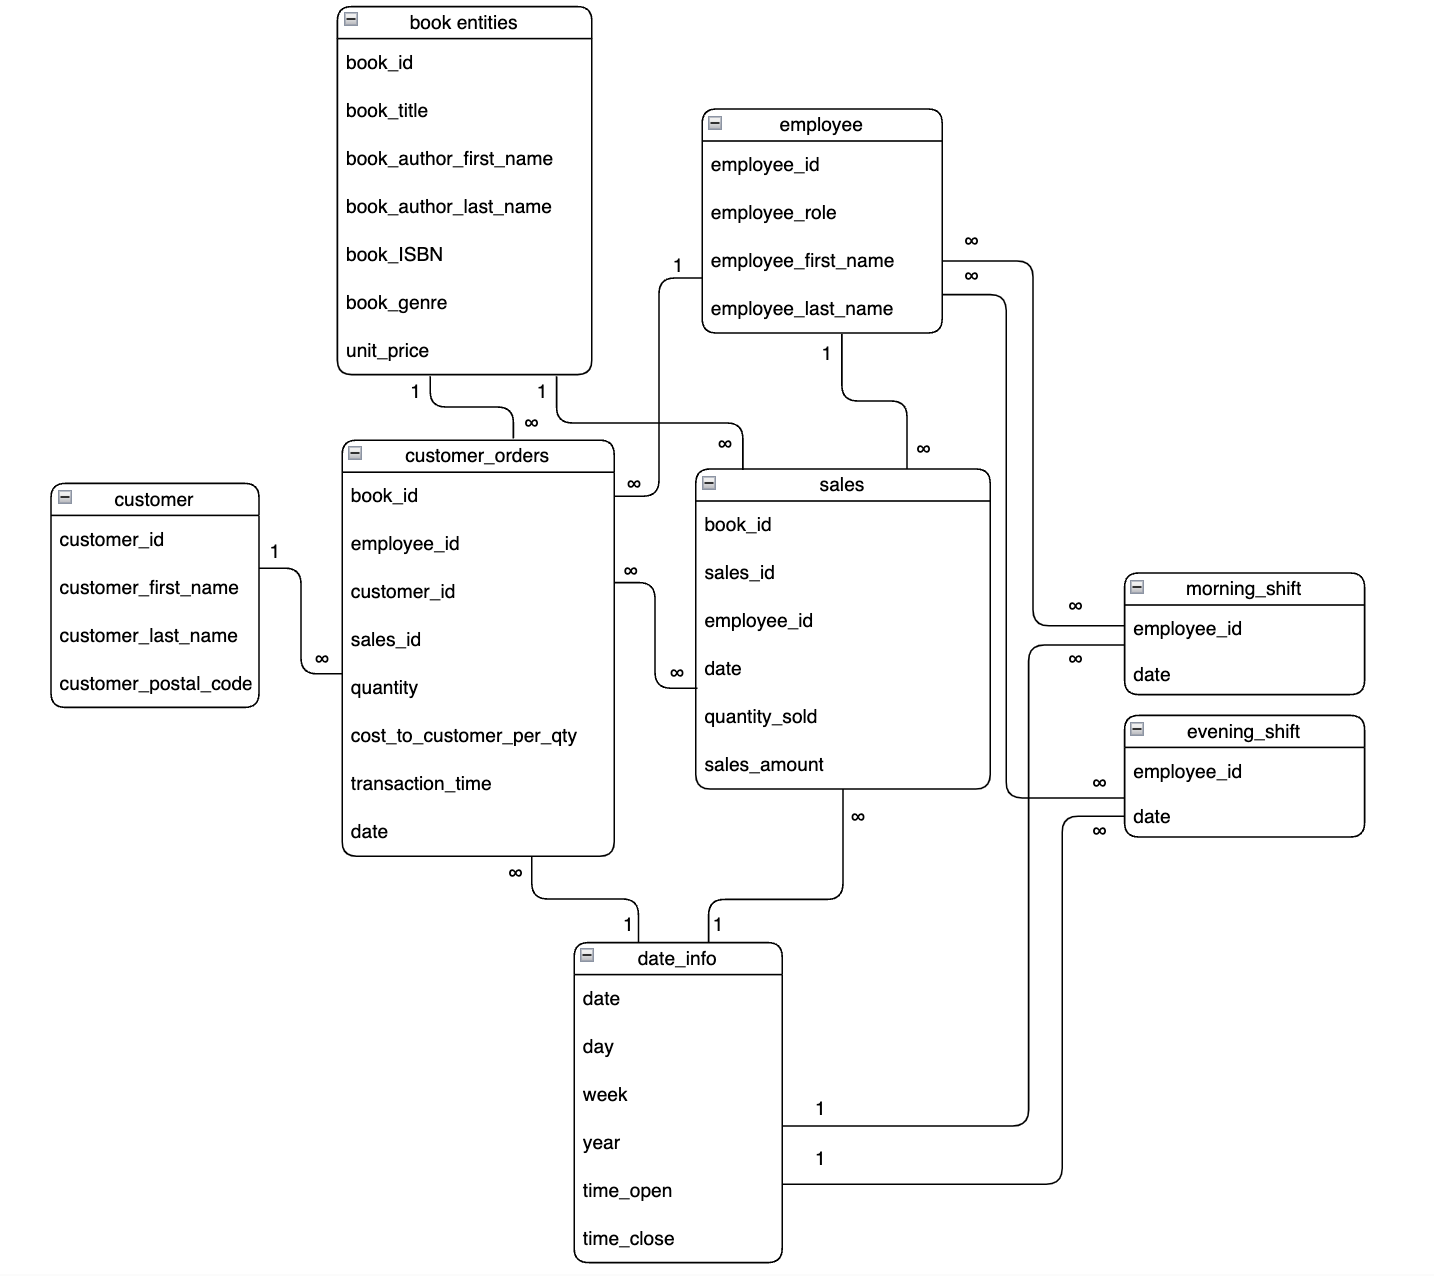 book entities
book_id
book_title
book_author_first_name
book_author_last_name
book_ISBN
book_genre
unit_price
1
1
∞
∞
employee
employee_id
employee_role
employee_first_name
employee_last_name
1
1
∞
∞
∞
∞
customer
customer_id
customer_first_name
customer_last_name
customer_postal_code
1
∞
customer_orders
book_id
employee_id
customer_id
sales_id
quantity
cost_to_customer_per_qty
transaction_time
date
∞
∞
∞
sales
book_id
sales_id
employee_id
date
quantity_sold
sales_amount
∞
∞
morning_shift
employee_id
date
∞
∞
evening_shift
employee_id
date
∞
∞
1
1
date_info
date
day
week
year
time_open
time_close
1
1